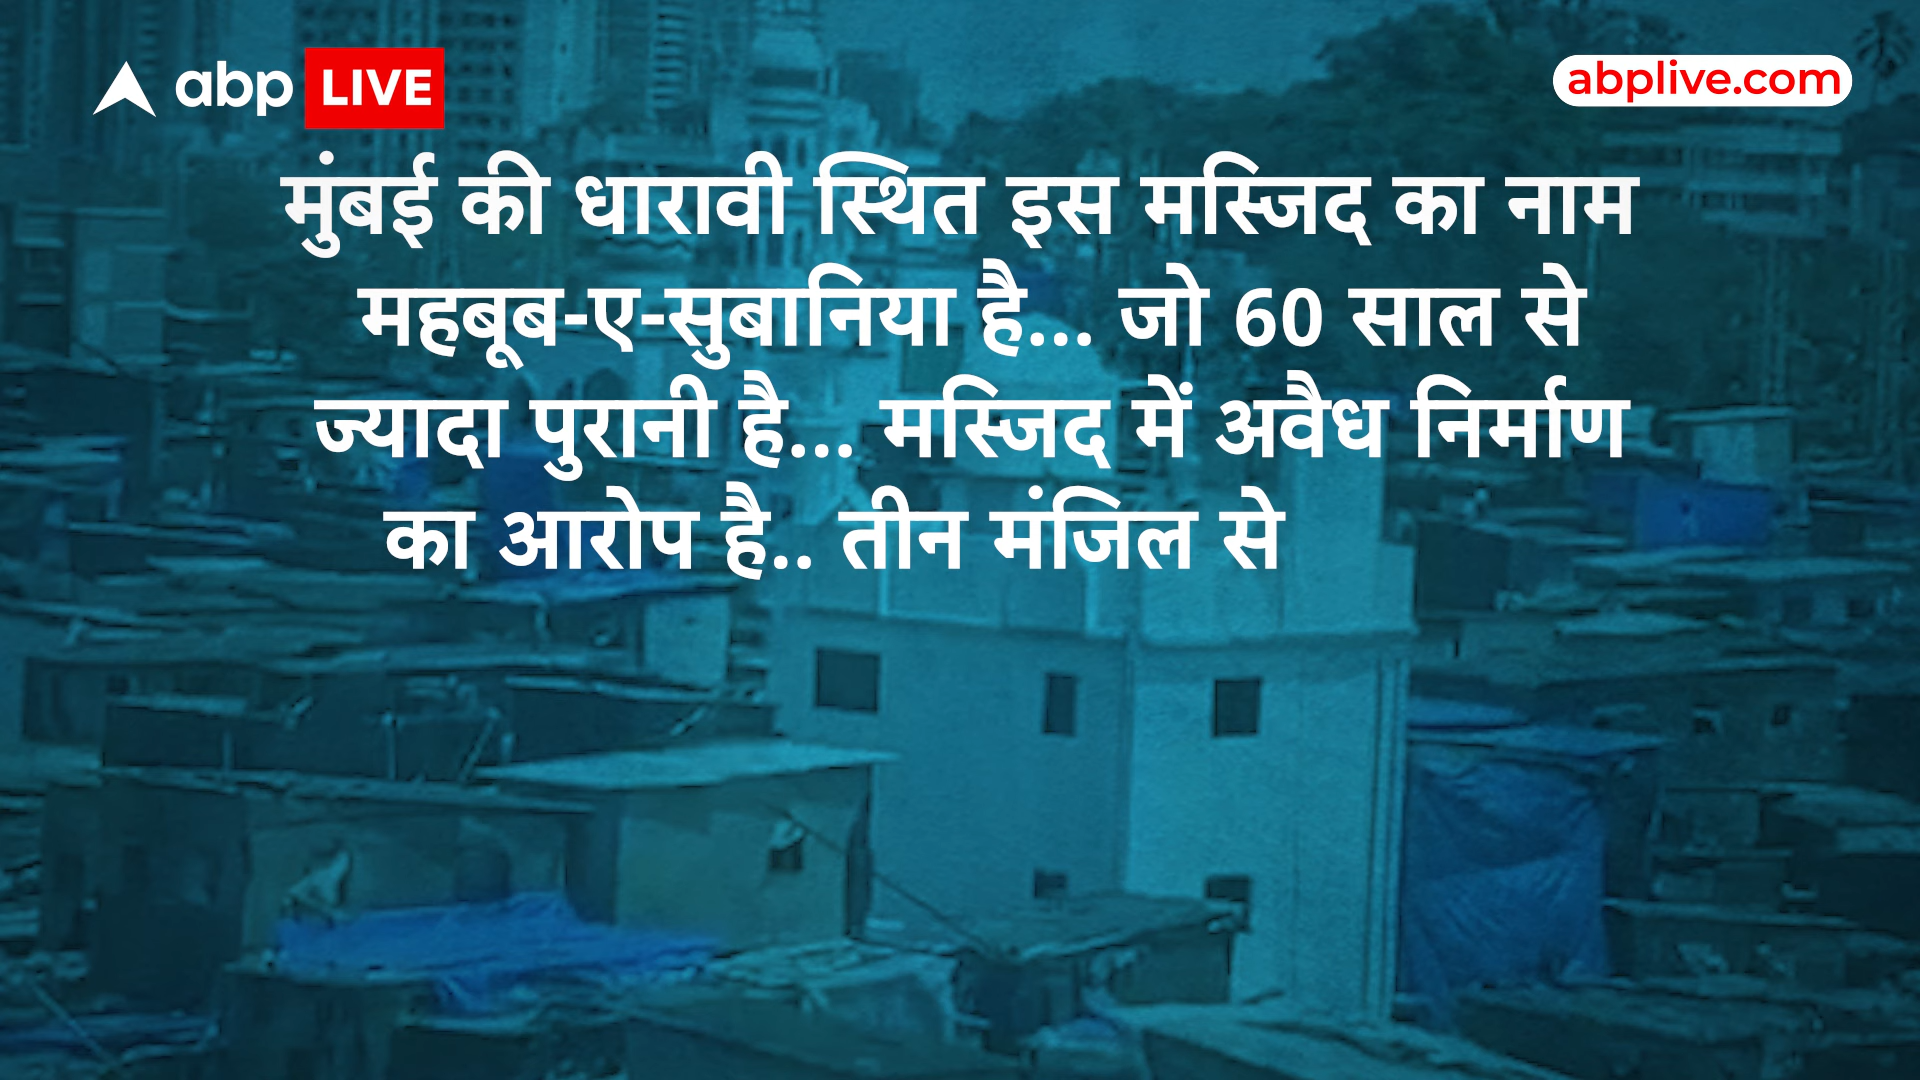 abp LIVE
abplive.com
मुंबई की धारावी स्थित इस मस्जिद का नाम
महबूब-ए-सुबानिया है... जो 60 साल से
ज्यादा पुरानी है... मस्जिद में अवैध निर्माण
का आरोप है.. तीन मंजिल से